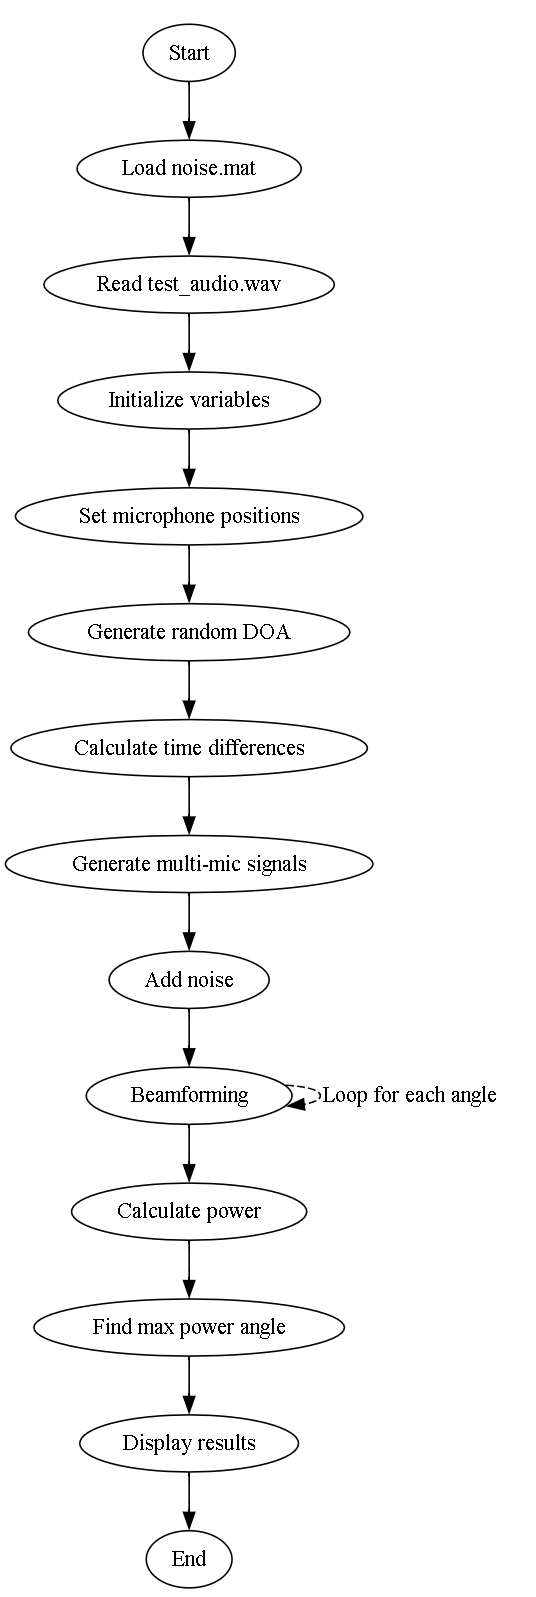 Start
Load noise.mat
Read test_audio.wav
Initialize variables
Set microphone positions
Generate random DOA
Calculate time differences
Generate multi-mic signals
Add noise
Beamforming
Loop for each angle
Calculate power
Find max power angle
Display results
End